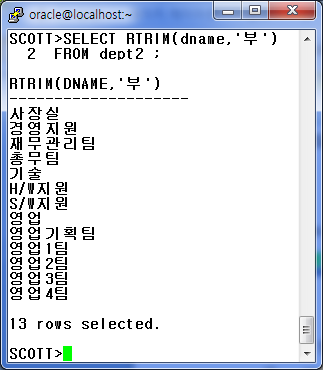 oracle@localhost:~
SCOTT>SELECT RTRIM(dname,'부')
2 FROM dept2 ;
RTRIM(DNAME,'부')
--------------------
사장실
경영지원
재무관리팀
총무팀
기술
H/W지원
S/W지원
영업
영업기획팀
영업1팀
영업2팀
영업3팀
영업4팀
13 rows selected.
SCOTT>